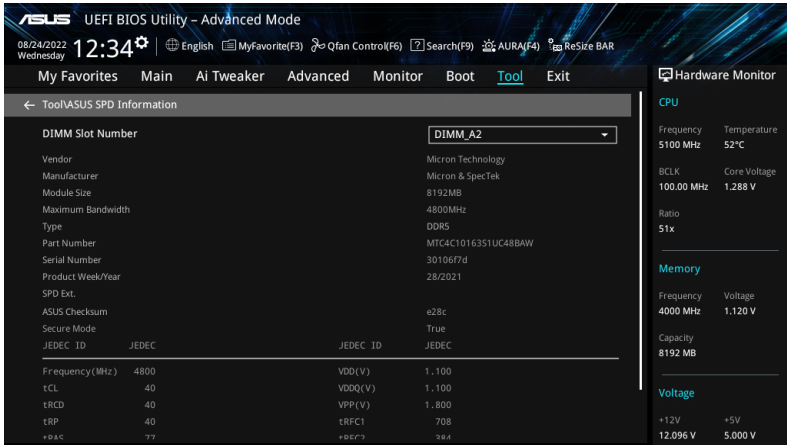 ASUS UEFI BIOS Utility – Advanced Mode
08/24/2022 Wednesday 12:34 English MyFavorite(F3) Qfan Control(F6) ? Search(F9) AURA(F4) ReSize BAR
My Favorites Main Ai Tweaker Advanced Monitor Boot Tool Exit
← Tool\ASUS SPD Information
DIMM Slot Number DIMM_A2
Vendor Micron Technology
Manufacturer Micron & SpecTek
Module Size 8192MB
Maximum Bandwidth 4800MHz
Type DDR5
Part Number MTC4C10163S1UC48BAW
Serial Number 30106f7d
Product Week/Year 28/2021
SPD Ext.
ASUS Checksum e28c
Secure Mode True
JEDEC ID JEDEC JEDEC ID JEDEC
Frequency(MHz) 4800 VDD(V) 1.100
tCL 40 VDDQ(V) 1.100
tRCD 40 VPP(V) 1.800
tRP 40 tRFC1 708
tRAS 77 tRFC2 384
Hardware Monitor
CPU
Frequency Temperature
5100 MHz 52°C
BCLK Core Voltage
100.00 MHz 1.288 V
Ratio
51x
Memory
Frequency Voltage
4000 MHz 1.120 V
Capacity
8192 MB
Voltage
+12V +5V
12.096 V 5.000 V